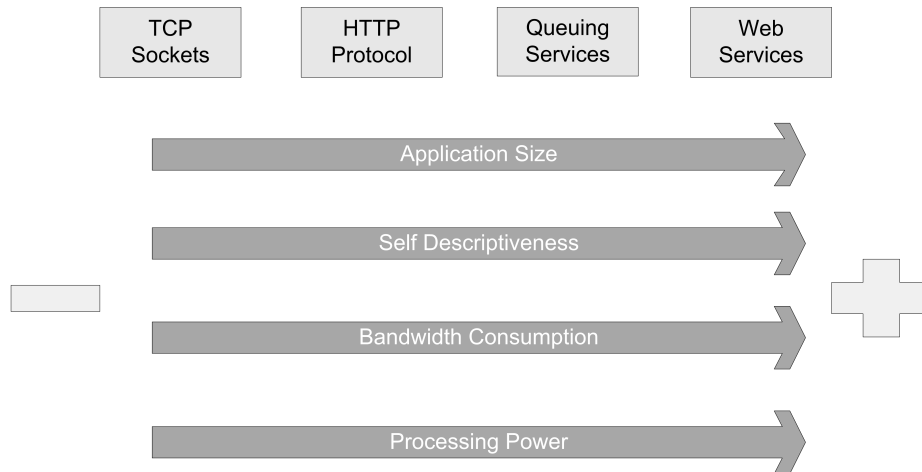 TCP
Sockets
HTTP
Protocol
Queuing
Services
Web
Services
Application Size
Self Descriptiveness
Bandwidth Consumption
Processing Power